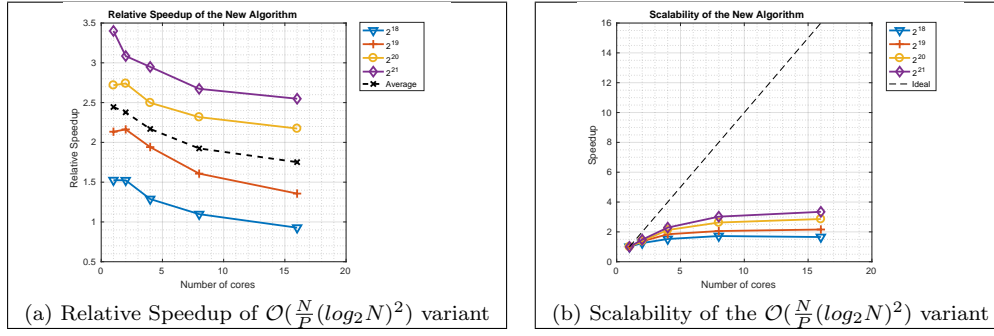 Relative Speedup of the New Algorithm
3.5
3
2.5
2
1.5
1
0.5
Relative Speedup
0 5 10 15 20
Number of cores
2^18
2^19
2^20
2^21
Average
(a) Relative Speedup of O(N/P (log₂N)²) variant
Scalability of the New Algorithm
16
14
12
10
8
6
4
2
0
Speedup
0 5 10 15 20
Number of cores
2^18
2^19
2^20
2^21
Ideal
(b) Scalability of the O(N/P (log₂N)²) variant